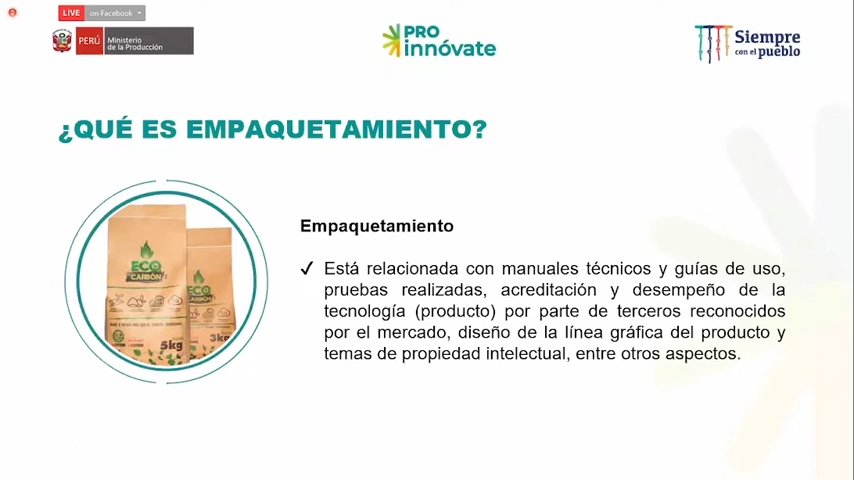 LIVE on Facebook
PERÚ Ministerio
de la Producción
PRO
innóvate
Siempre
con el pueblo
¿QUÉ ES EMPAQUETAMIENTO?
ECO
CARBÓN
5kg
ECO
CARBÓN
3kg
Empaquetamiento
✓ Está relacionada con manuales técnicos y guías de uso,
pruebas realizadas, acreditación y desempeño de la
tecnología (producto) por parte de terceros reconocidos
por el mercado, diseño de la línea gráfica del producto y
temas de propiedad intelectual, entre otros aspectos.